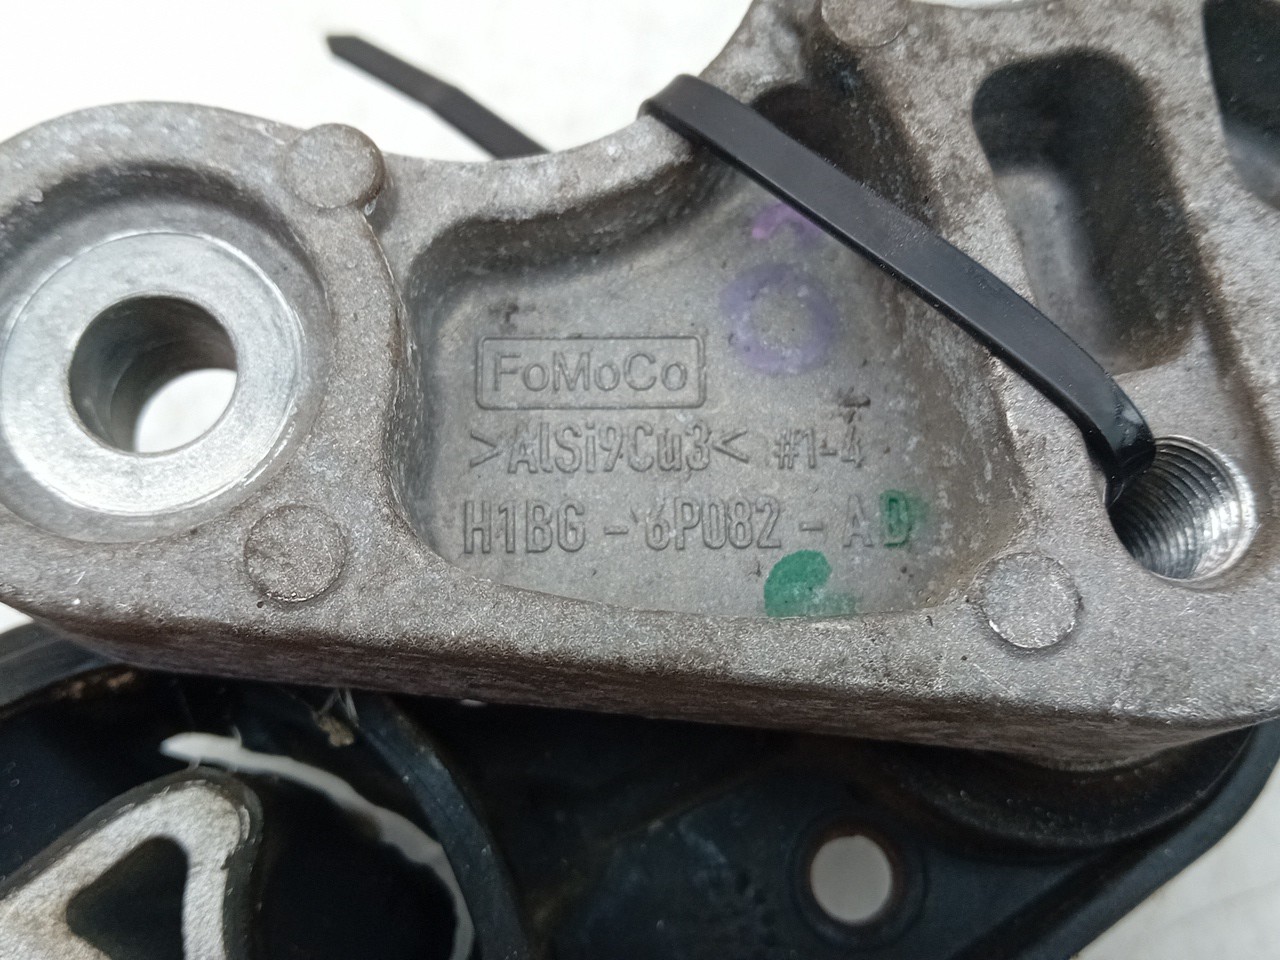 FoMoCo
>AlSi9Cu3< #1-4
H1BG - 6P082 - AD